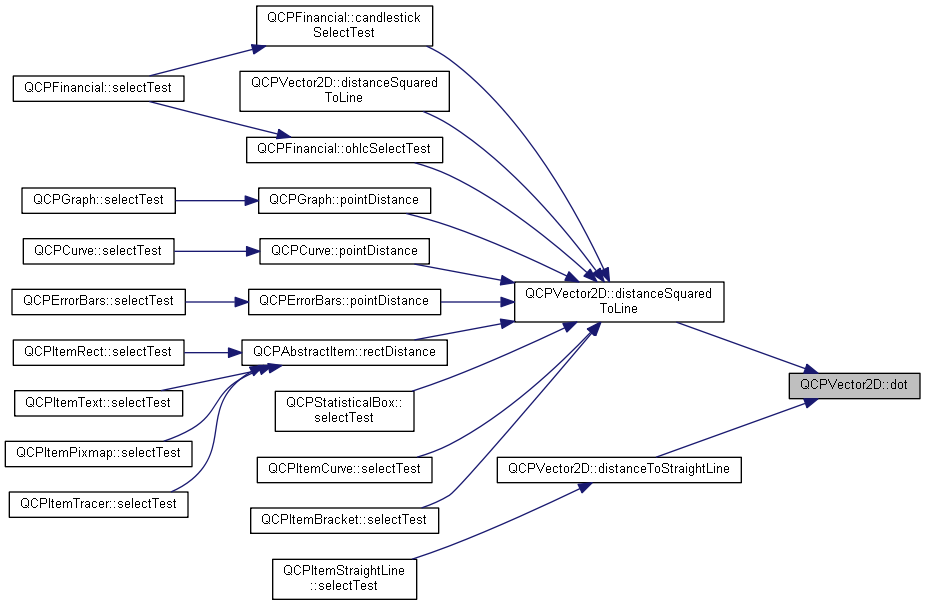 QCPFinancial::candlestick
SelectTest
QCPFinancial::selectTest
QCPVector2D::distanceSquared
ToLine
QCPFinancial::ohlcSelectTest
QCPGraph::selectTest
QCPGraph::pointDistance
QCPCurve::selectTest
QCPCurve::pointDistance
QCPErrorBars::selectTest
QCPErrorBars::pointDistance
QCPVector2D::distanceSquared
ToLine
QCPItemRect::selectTest
QCPAbstractItem::rectDistance
QCPVector2D::dot
QCPItemText::selectTest
QCPStatisticalBox::
selectTest
QCPItemPixmap::selectTest
QCPItemCurve::selectTest
QCPVector2D::distanceToStraightLine
QCPItemTracer::selectTest
QCPItemBracket::selectTest
QCPItemStraightLine
::selectTest